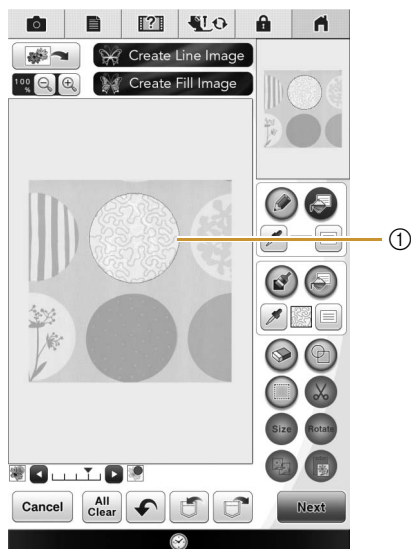 Create Line Image
100
%
Create Fill Image
①
Size Rotate
Cancel
All
Clear
Next